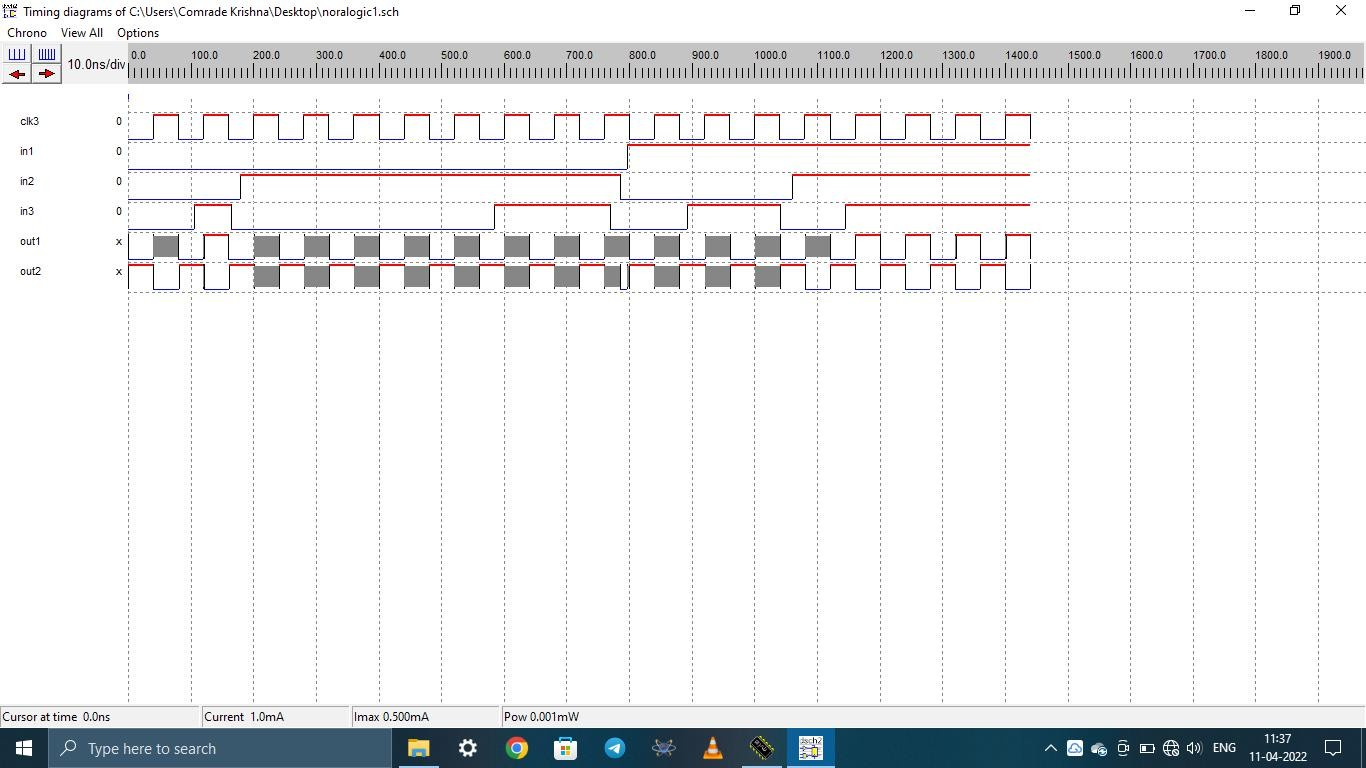 Timing diagrams of C:\Users\Comrade Krishna\Desktop\noralogic1.sch
Chrono View All Options
10.0ns/div
0.0 100.0 200.0 300.0 400.0 500.0 600.0 700.0 800.0 900.0 1000.0 1100.0 1200.0 1300.0 1400.0 1500.0 1600.0 1700.0 1800.0 1900.0
clk3 0
in1 0
in2 0
in3 0
out1 x
out2 x
Cursor at time 0.0ns Current 1.0mA Imax 0.500mA Pow 0.001mW
Type here to search
dsch2
ENG
11:37
11-04-2022